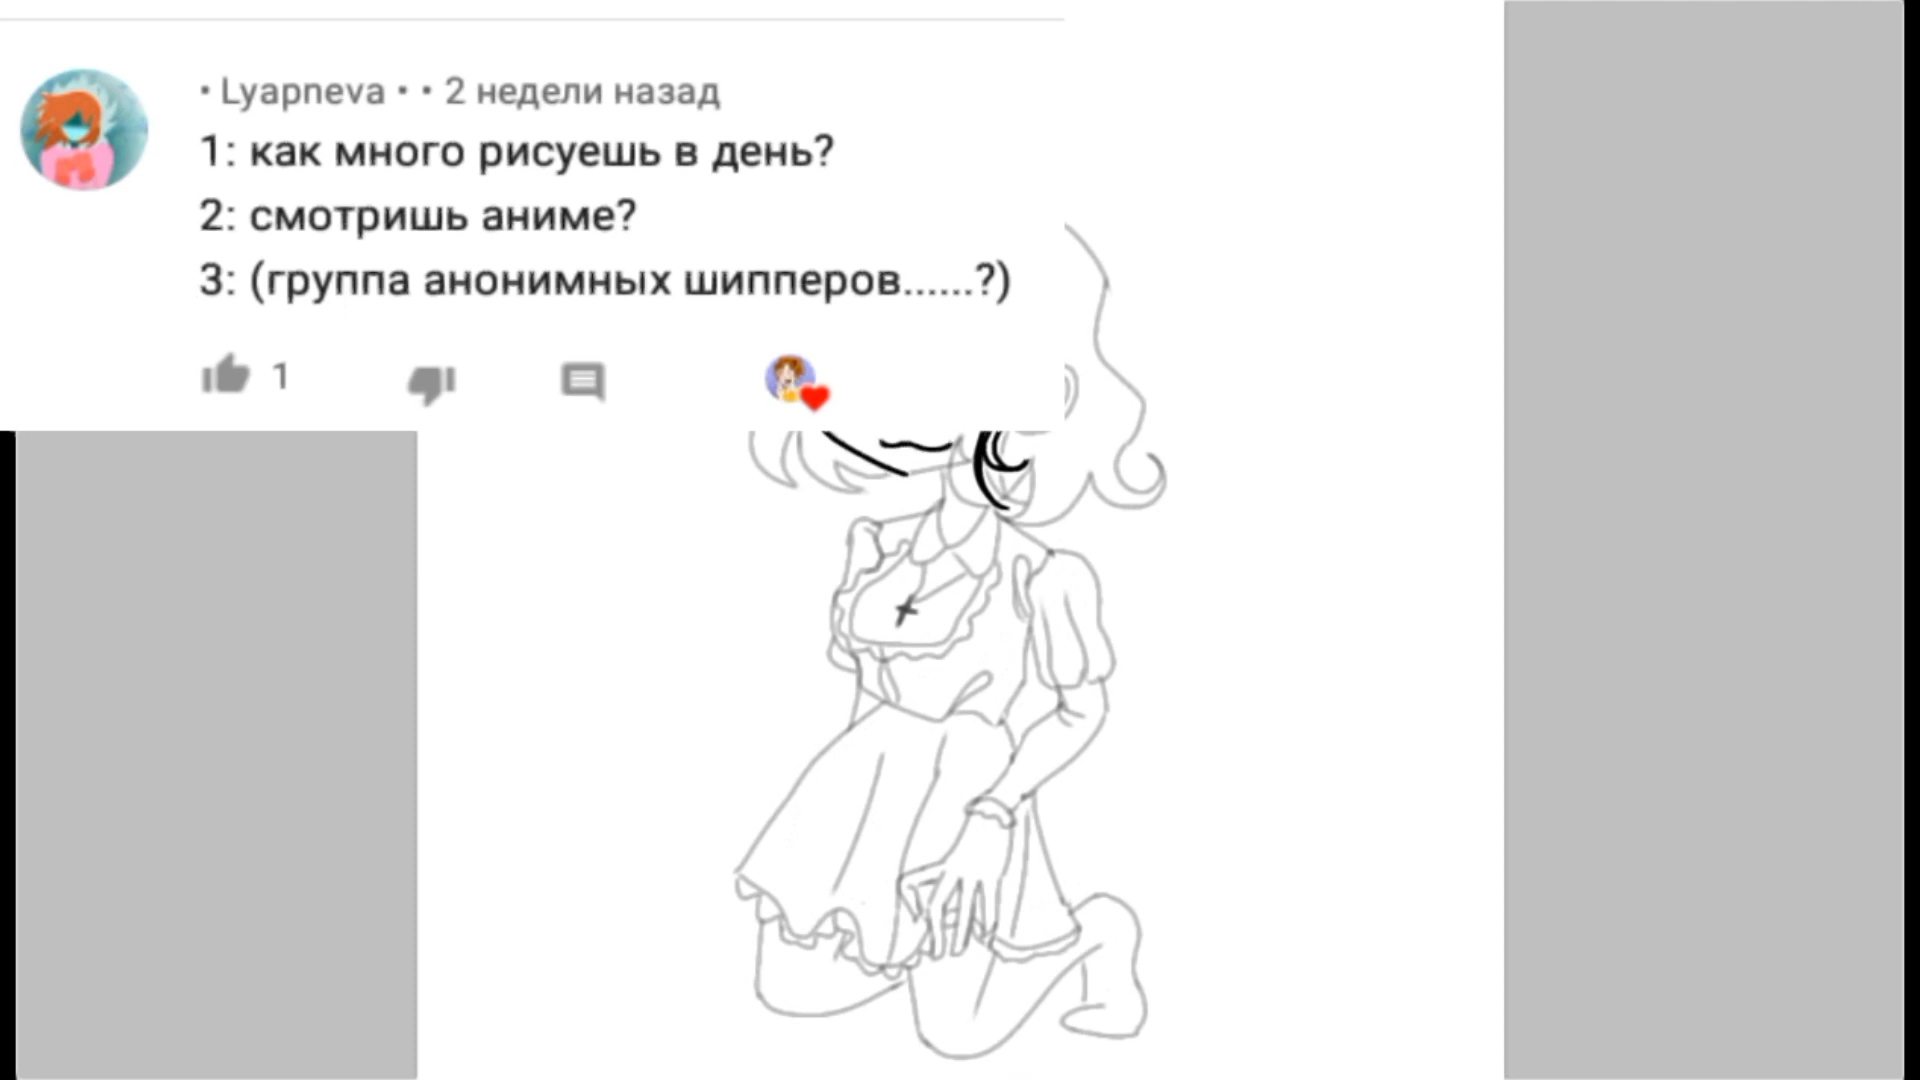 • Lyapneva • • 2 недели назад
1: как много рисуешь в день?
2: смотришь аниме?
3: (группа анонимных шипперов......?)
1